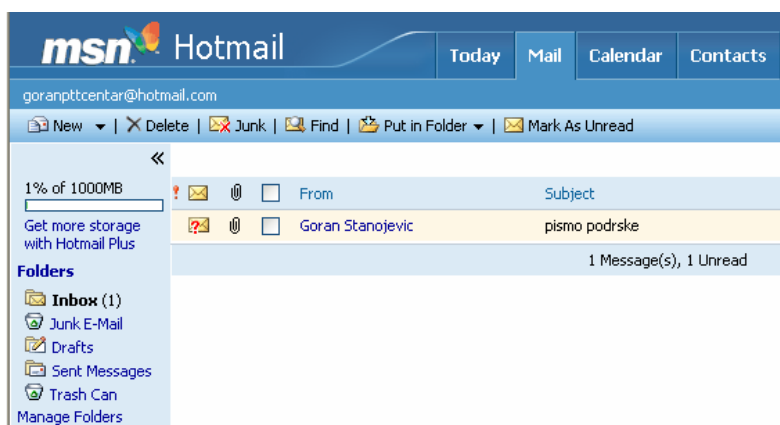 msn Hotmail Today Mail Calendar Contacts
goranpttcentar@hotmail.com
New | Delete | Junk | Find | Put in Folder | Mark As Unread
«
1% of 1000MB
Get more storage
with Hotmail Plus
Folders
Inbox (1)
Junk E-Mail
Drafts
Sent Messages
Trash Can
Manage Folders
! From Subject
Goran Stanojevic pismo podrske
1 Message(s), 1 Unread